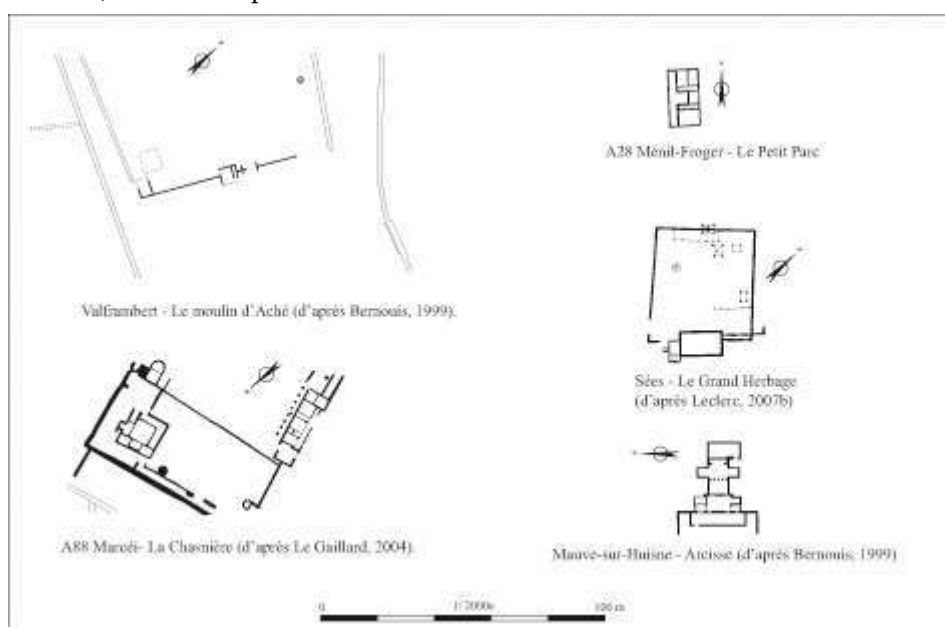 A28 Ménil-Froger - Le Petit Parc
Valframbert - Le moulin d'Aché (d'après Bernouis, 1999).
Sées - Le Grand Herbage
(d'après Leclerc, 2007b)
A88 Marcéi- La Chasnière (d'après Le Gaillard, 2004).
Mauve-sur-Huisne - Arcisse (d'après Bernouis, 1999)
0 1/2000e 100 m